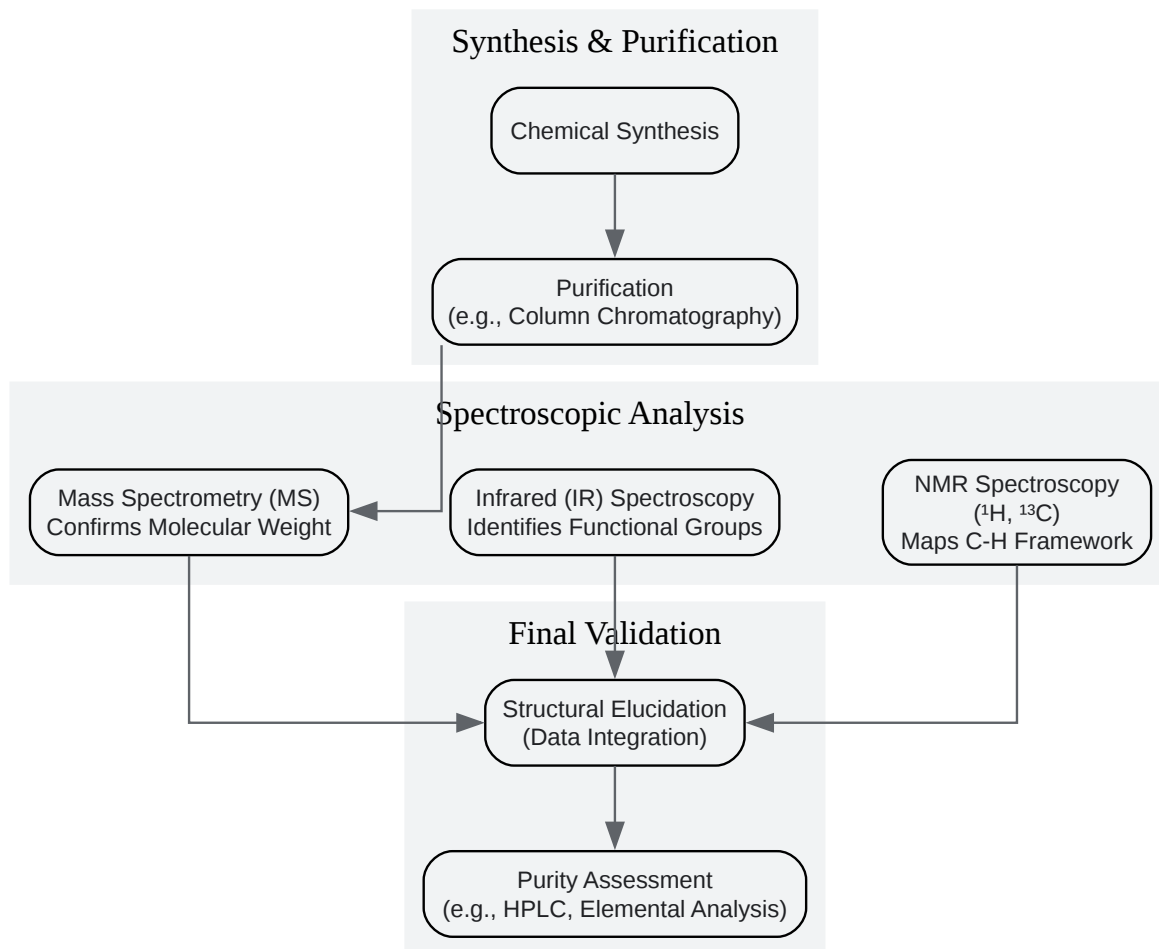 Synthesis & Purification
Chemical Synthesis
Purification
(e.g., Column Chromatography)
Spectroscopic Analysis
Mass Spectrometry (MS)
Confirms Molecular Weight
Infrared (IR) Spectroscopy
Identifies Functional Groups
NMR Spectroscopy
(¹H, ¹³C)
Maps C-H Framework
Final Validation
Structural Elucidation
(Data Integration)
Purity Assessment
(e.g., HPLC, Elemental Analysis)